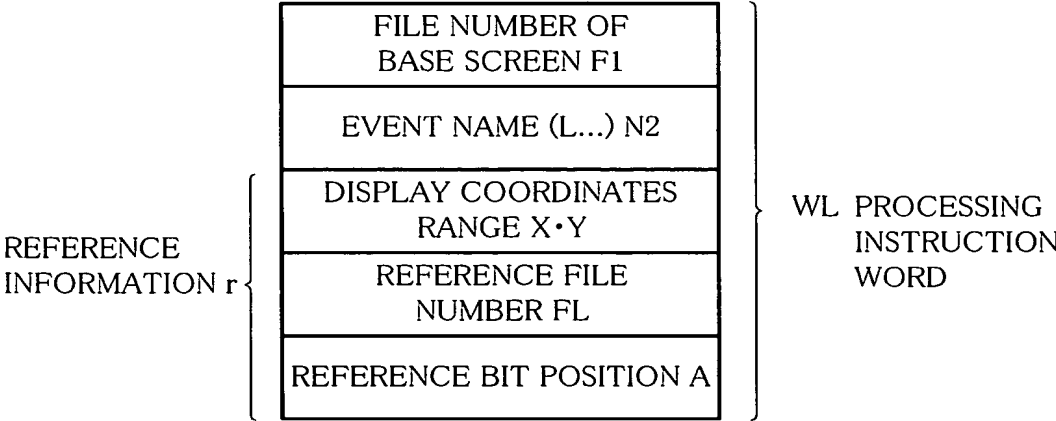 FILE NUMBER OF
BASE SCREEN F1
EVENT NAME (L...) N2
DISPLAY COORDINATES
RANGE X·Y
REFERENCE FILE
NUMBER FL
REFERENCE BIT POSITION A
REFERENCE
INFORMATION r
WL PROCESSING
INSTRUCTION
WORD